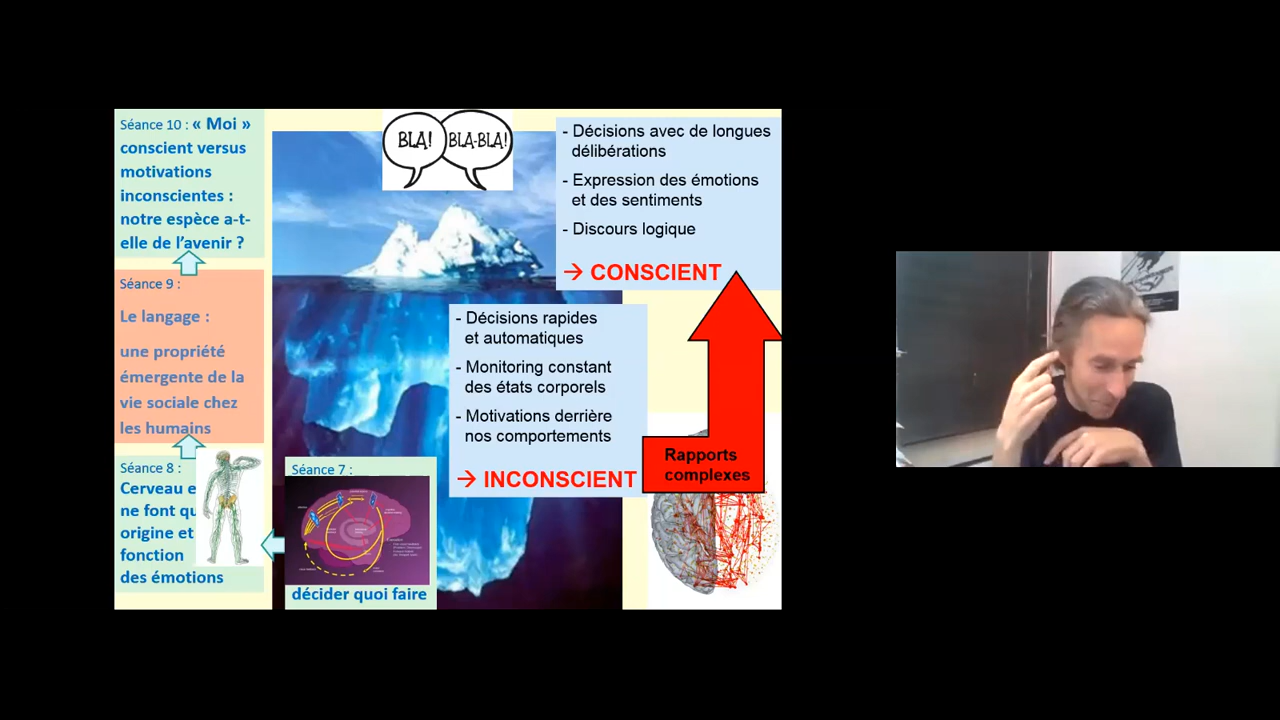 Séance 10 : « Moi »
conscient versus
motivations
inconscientes :
notre espèce a-t-
elle de l'avenir ?
Séance 9 :
Le langage :
une propriété
émergente de la
vie sociale chez
les humains
Séance 8 :
Cerveau e
ne font qu
origine et
fonction
des émotions
Séance 7 :
décider quoi faire
BLA!
BLA-BLA!
- Décisions avec de longues
délibérations
- Expression des émotions
et des sentiments
- Discours logique
→ CONSCIENT
- Décisions rapides
et automatiques
- Monitoring constant
des états corporels
- Motivations derrière
nos comportements
→ INCONSCIENT
Rapports
complexes